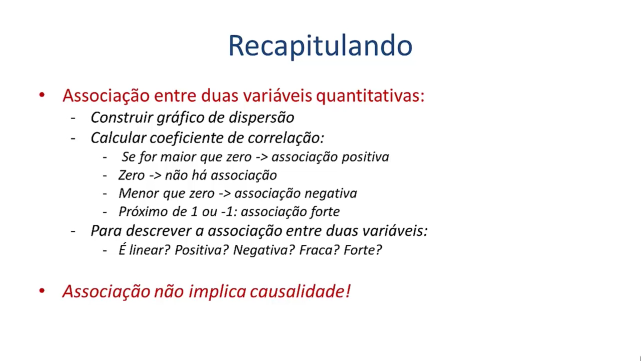 Recapitulando
• Associação entre duas variáveis quantitativas:
- Construir gráfico de dispersão
- Calcular coeficiente de correlação:
- Se for maior que zero -> associação positiva
- Zero -> não há associação
- Menor que zero -> associação negativa
- Próximo de 1 ou -1: associação forte
- Para descrever a associação entre duas variáveis:
- É linear? Positiva? Negativa? Fraca? Forte?
• Associação não implica causalidade!